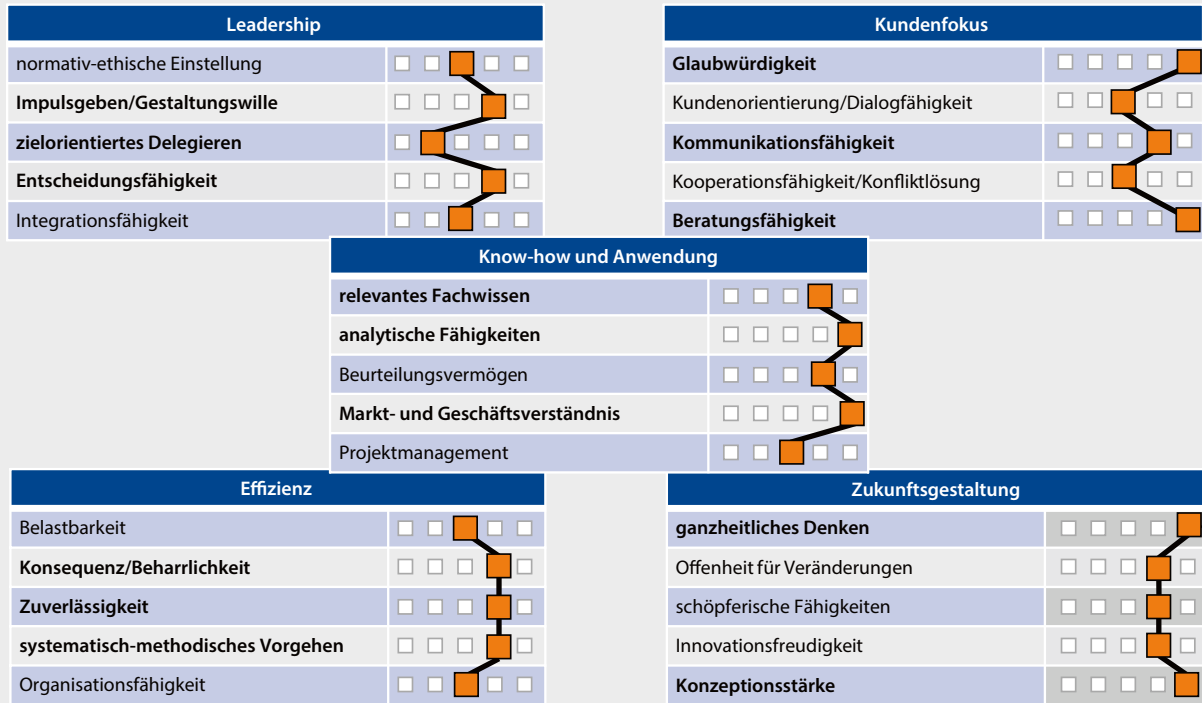 Leadership
normativ-ethische Einstellung
Impulsgeben/Gestaltungswille
zielorientiertes Delegieren
Entscheidungsfähigkeit
Integrationsfähigkeit
Kundenfokus
Glaubwürdigkeit
Kundenorientierung/Dialogfähigkeit
Kommunikationsfähigkeit
Kooperationsfähigkeit/Konfliktlösung
Beratungsfähigkeit
Know-how und Anwendung
relevantes Fachwissen
analytische Fähigkeiten
Beurteilungsvermögen
Markt- und Geschäftsverständnis
Projektmanagement
Effizienz
Belastbarkeit
Konsequenz/Beharrlichkeit
Zuverlässigkeit
systematisch-methodisches Vorgehen
Organisationsfähigkeit
Zukunftsgestaltung
ganzheitliches Denken
Offenheit für Veränderungen
schöpferische Fähigkeiten
Innovationsfreudigkeit
Konzeptionsstärke